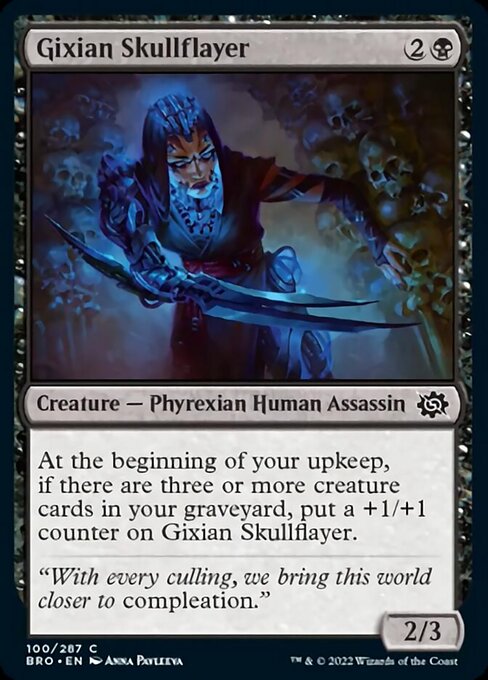 Gixian Skullflayer 2
Creature — Phyrexian Human Assassin
At the beginning of your upkeep,
if there are three or more creature
cards in your graveyard, put a +1/+1
counter on Gixian Skullflayer.
“With every culling, we bring this world
closer to compleation.”
2/3
100/287 C
BRO • EN Anna Pavleeva
™ & © 2022 Wizards of the Coast